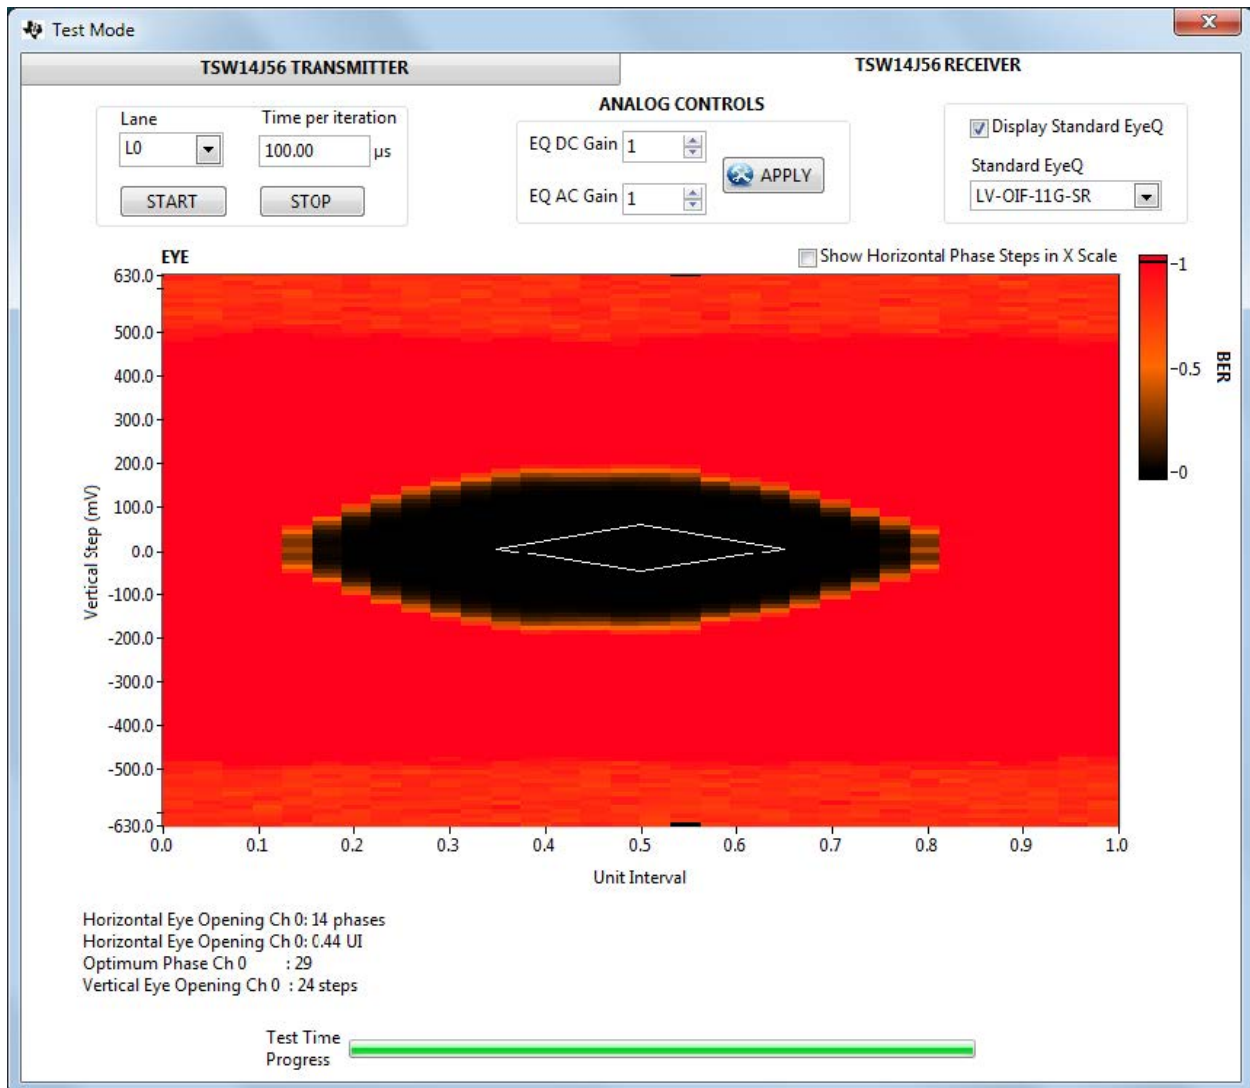 Test Mode
TSW14J56 TRANSMITTER
TSW14J56 RECEIVER
Lane
Time per iteration
L0
100.00 µs
START
STOP
ANALOG CONTROLS
EQ DC Gain 1
EQ AC Gain 1
APPLY
Display Standard EyeQ
Standard EyeQ
LV-OIF-11G-SR
EYE
Show Horizontal Phase Steps in X Scale
630.0
500.0
400.0
300.0
200.0
100.0
0.0
-100.0
-200.0
-300.0
-400.0
-500.0
-630.0
Vertical Step (mV)
0.0 0.1 0.2 0.3 0.4 0.5 0.6 0.7 0.8 0.9 1.0
Unit Interval
1
0.5
0
BER
Horizontal Eye Opening Ch 0: 14 phases
Horizontal Eye Opening Ch 0: 0.44 UI
Optimum Phase Ch 0 : 29
Vertical Eye Opening Ch 0 : 24 steps
Test Time
Progress